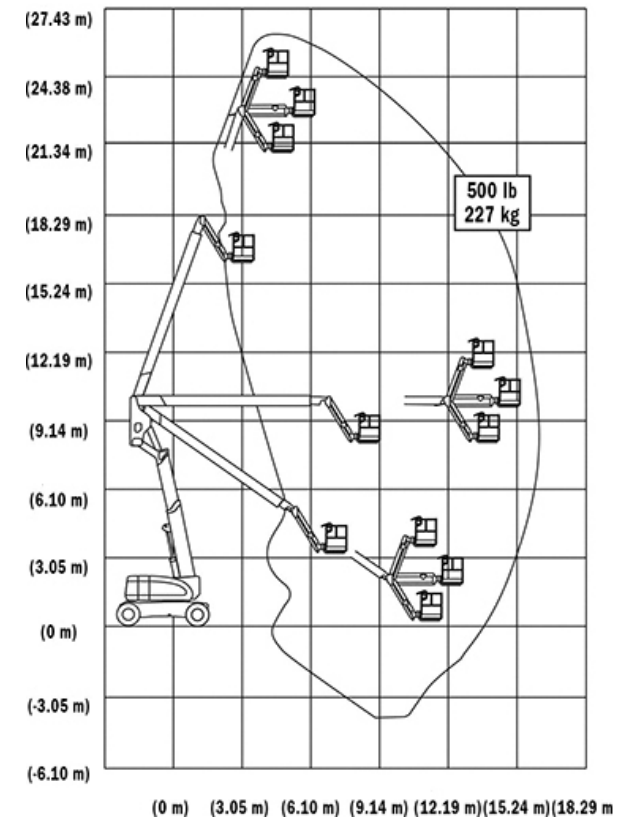 (27.43 m)
(24.38 m)
(21.34 m)
500 lb
227 kg
(18.29 m)
(15.24 m)
(12.19 m)
(9.14 m)
(6.10 m)
(3.05 m)
(0 m)
(-3.05 m)
(-6.10 m)
(0 m) (3.05 m) (6.10 m) (9.14 m) (12.19 m)(15.24 m)(18.29 m